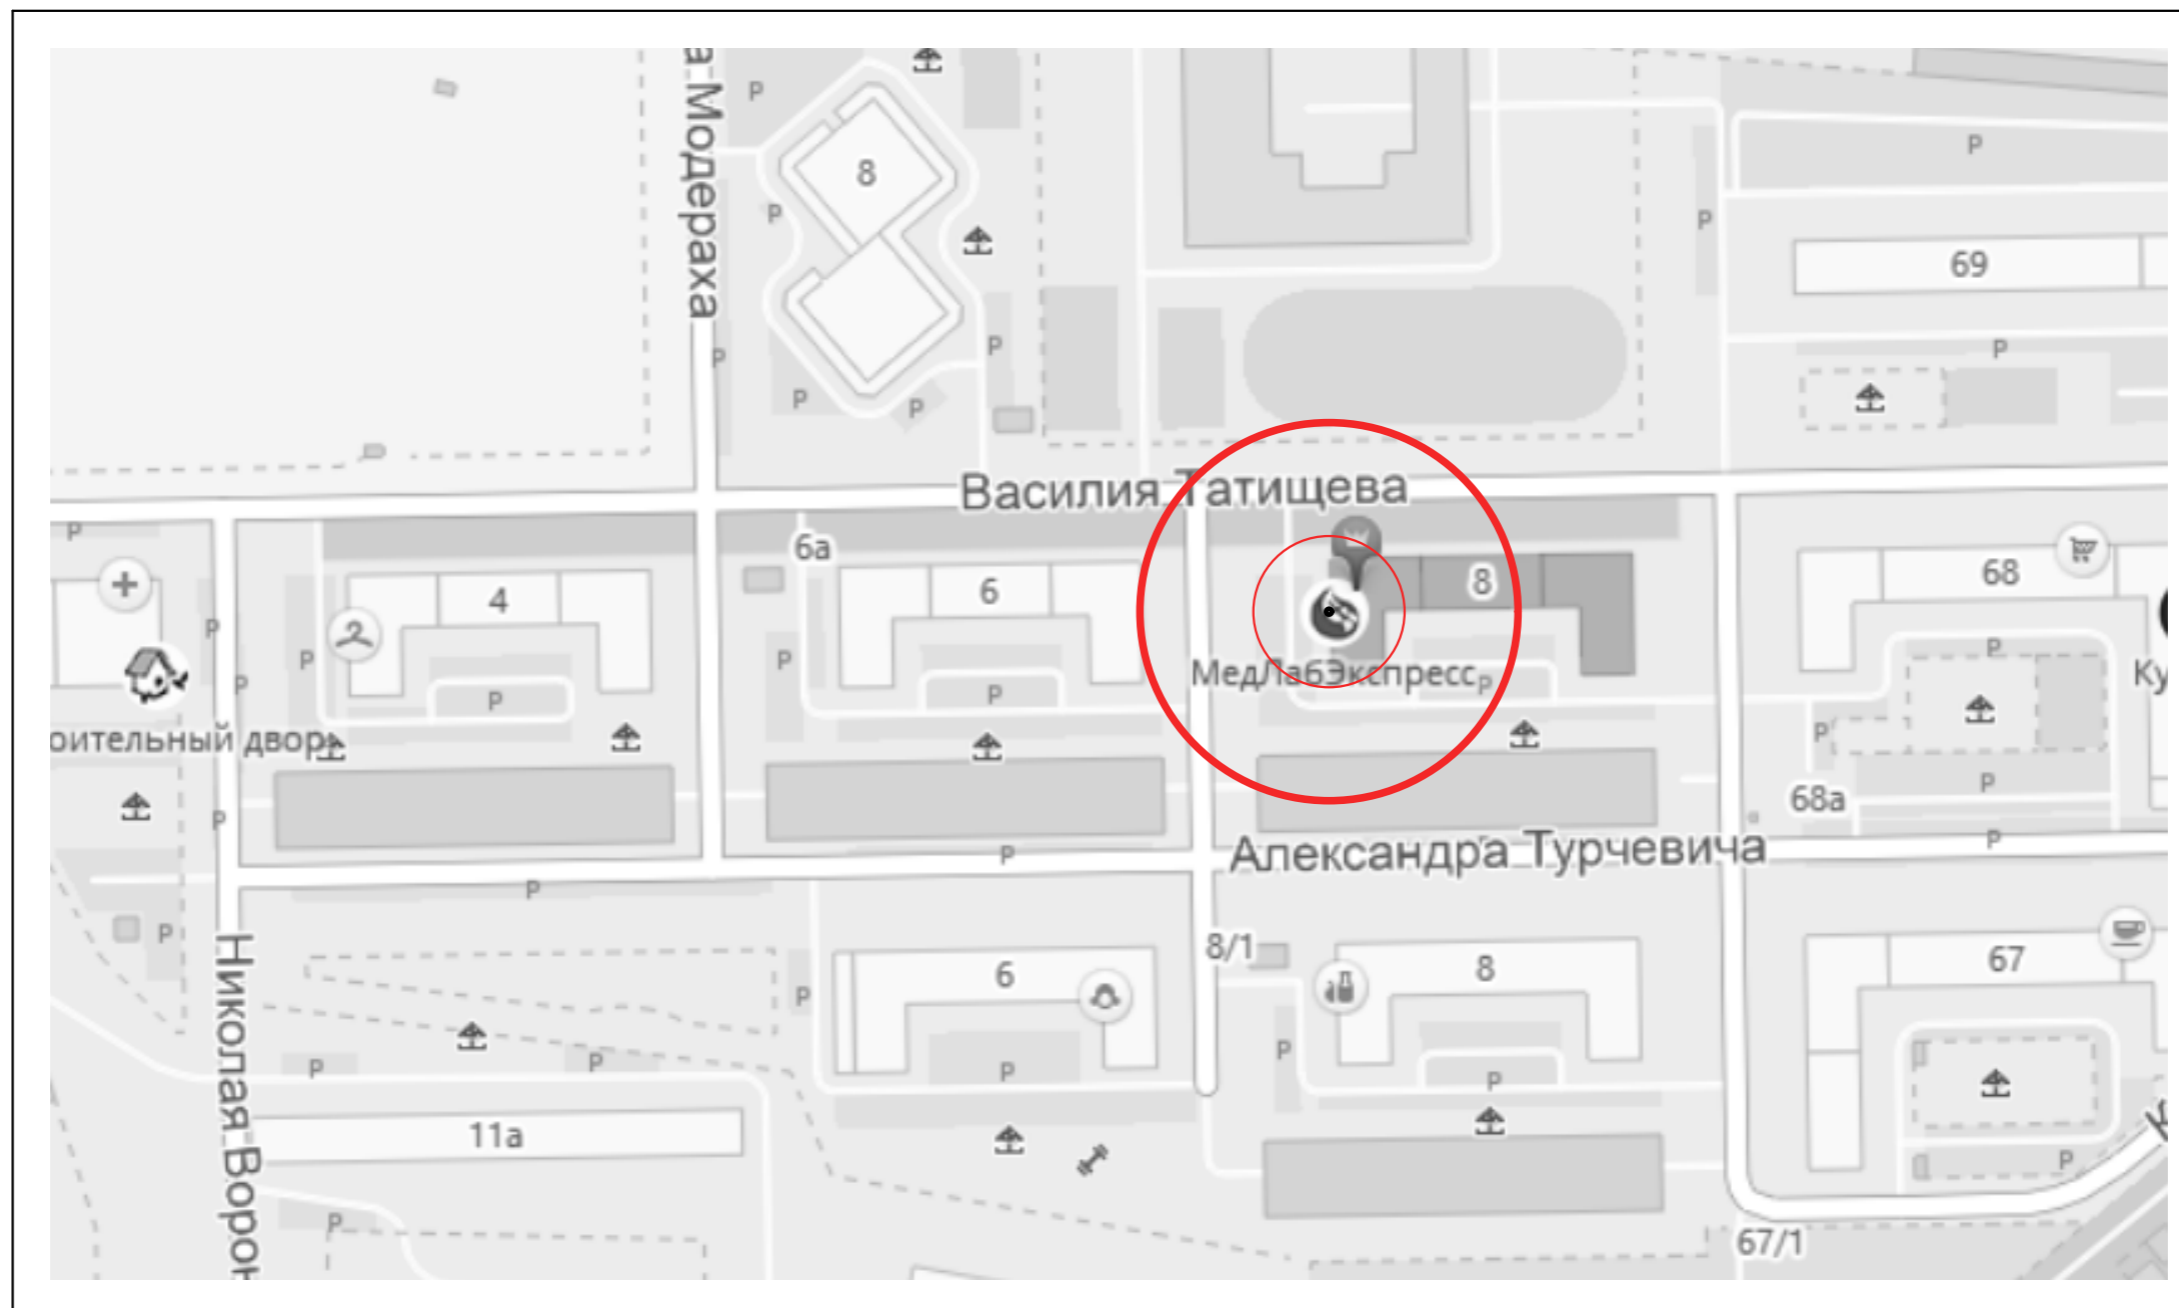 а Модераха
8
69
Василия Татищева
6а
4
6
8
68
МедЛабЭкспресс
Ку
оительный двор
68а
Александра Турчевича
Николая Ворон
8/1
6
8
67
11а
67/1